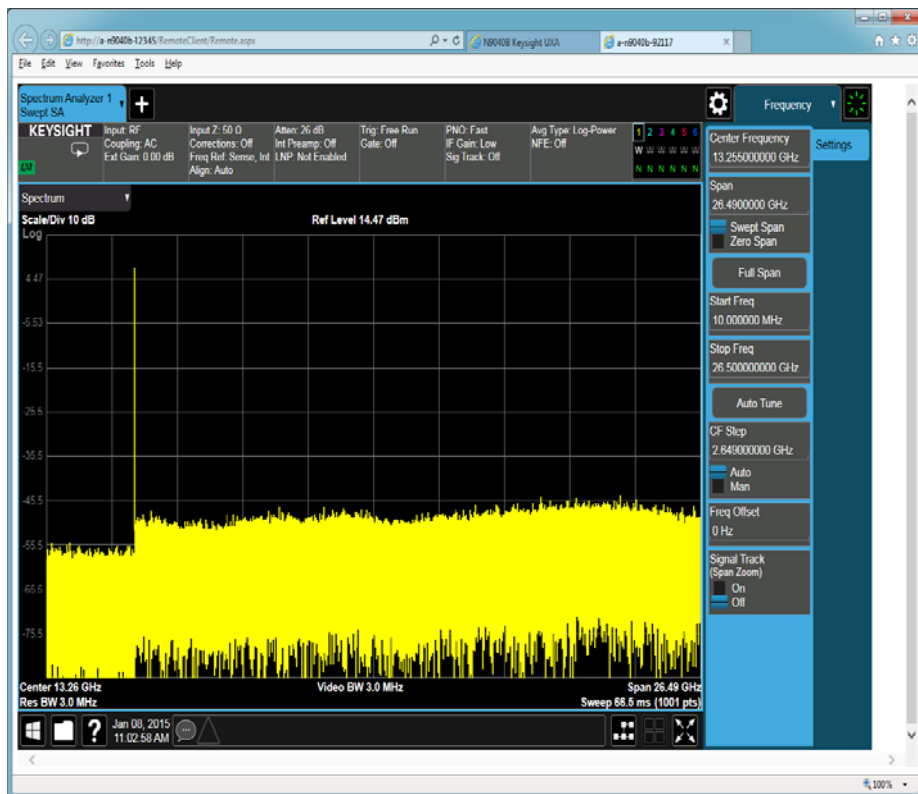 http://a-n9040b-12345/RemoteClient/Remote.aspx
N9040B Keysight UXA
a-n9040b-92117
File Edit View Favorites Tools Help
Spectrum Analyzer 1
Swept SA
Frequency
KEYSIGHT
Input: RF
Coupling: AC
Ext Gain: 0.00 dB
Input Z: 50 Ω
Corrections: Off
Freq Ref: Sense, Int
Align: Auto
Atten: 26 dB
Int Preamp: Off
LNP: Not Enabled
Trig: Free Run
Gate: Off
PNO: Fast
IF Gain: Low
Sig Track: Off
Avg Type: Log-Power
NFE: Off
1 2 3 4 5 6
W W W W W W
N N N N N N
LXI
Spectrum
Scale/Div 10 dB
Ref Level 14.47 dBm
Log
4.47
-5.53
-15.5
-25.5
-35.5
-45.5
-55.5
-65.5
-75.5
Center 13.26 GHz
Video BW 3.0 MHz
Span 26.49 GHz
Res BW 3.0 MHz
Sweep 66.5 ms (1001 pts)
Center Frequency
13.255000000 GHz
Settings
Span
26.4900000 GHz
Swept Span
Zero Span
Full Span
Start Freq
10.000000 MHz
Stop Freq
26.500000000 GHz
Auto Tune
CF Step
2.649000000 GHz
Auto
Man
Freq Offset
0 Hz
Signal Track
(Span Zoom)
On
Off
?
Jan 08, 2015
11:02:58 AM
100%